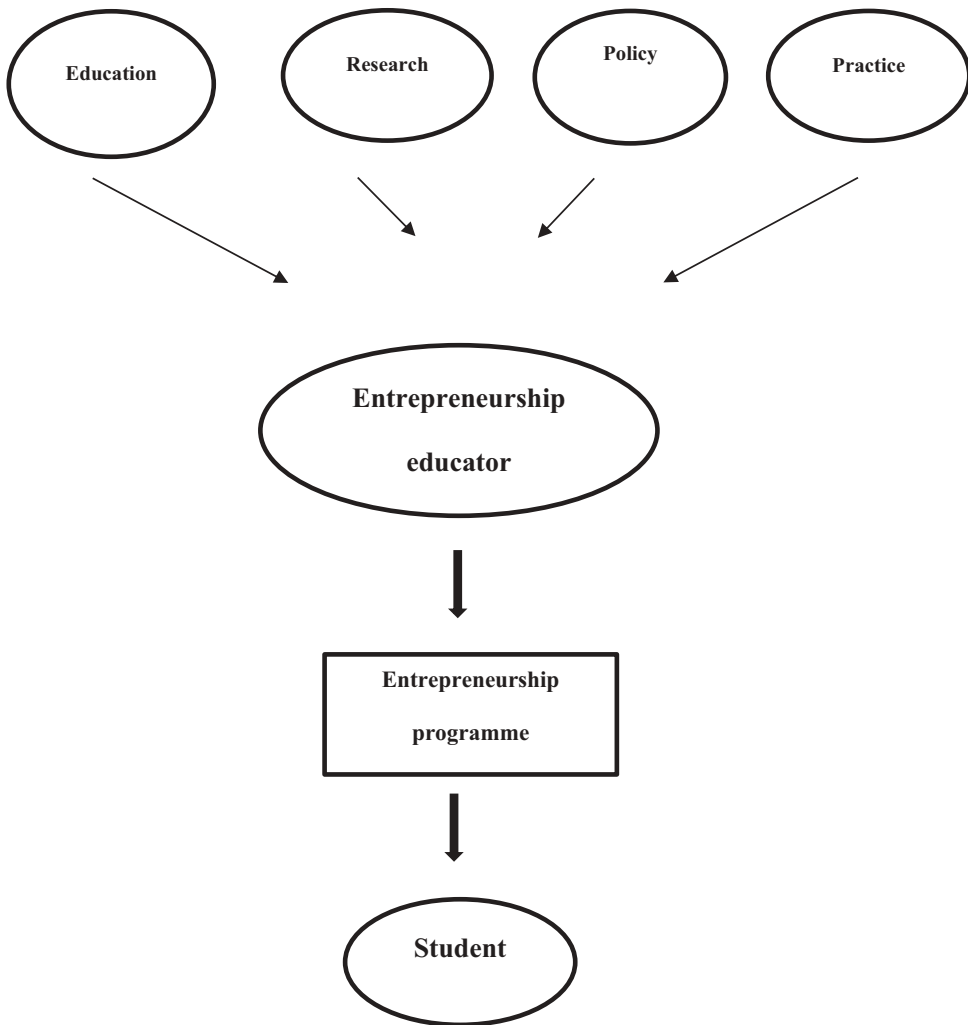 Education
Research
Policy
Practice
Entrepreneurship
educator
Entrepreneurship
programme
Student